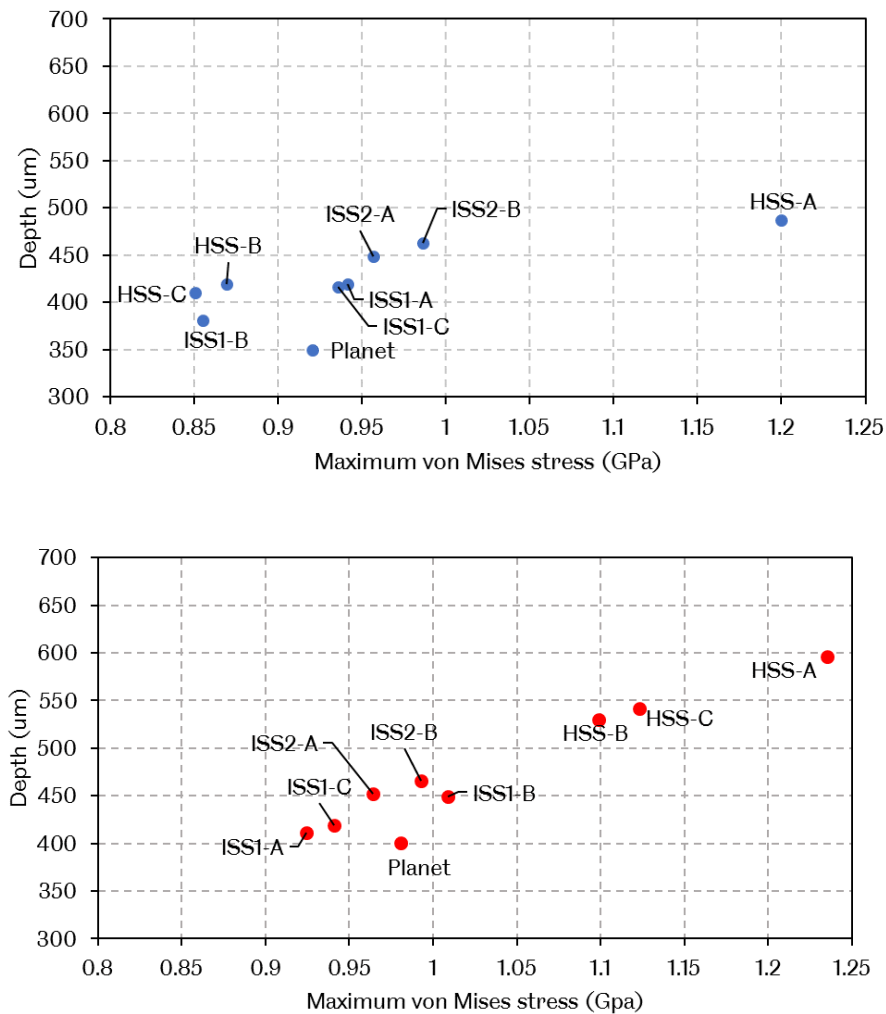 700
650
600
550
500
450
400
350
300
Depth (um)
HSS-A
ISS2-A
ISS2-B
HSS-B
HSS-C
ISS1-A
ISS1-C
ISS1-B
Planet
0.8 0.85 0.9 0.95 1 1.05 1.1 1.15 1.2 1.25
Maximum von Mises stress (GPa)
700
650
600
550
500
450
400
350
300
Depth (um)
HSS-A
HSS-C
HSS-B
ISS2-B
ISS2-A
ISS1-C
ISS1-B
ISS1-A
Planet
0.8 0.85 0.9 0.95 1 1.05 1.1 1.15 1.2 1.25
Maximum von Mises stress (Gpa)